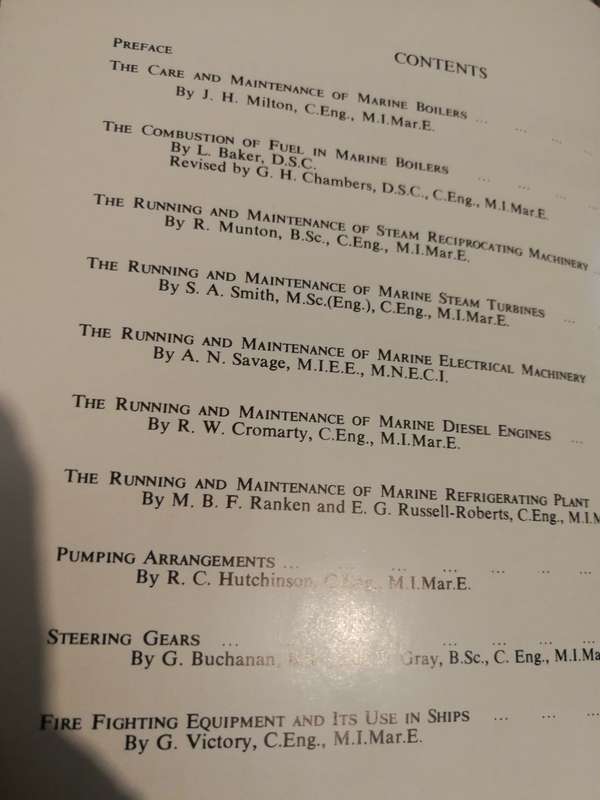 PREFACE
CONTENTS
THE CARE AND MAINTENANCE OF MARINE BOILERS ... ... ...
By J. H. Milton, C.Eng., M.I.Mar.E.
THE COMBUSTION OF FUEL IN MARINE BOILERS ... ... ...
By L. Baker, D.S.C.
Revised by G. H. Chambers, D.S.C., C.Eng., M.I.Mar.E.
THE RUNNING AND MAINTENANCE OF STEAM RECIPROCATING MACHINERY
By R. Munton, B.Sc., C.Eng., M.I.Mar.E.
THE RUNNING AND MAINTENANCE OF MARINE STEAM TURBINES ...
By S. A. Smith, M.Sc.(Eng.), C.Eng., M.I.Mar.E.
THE RUNNING AND MAINTENANCE OF MARINE ELECTRICAL MACHINERY
By A. N. Savage, M.I.E.E., M.N.E.C.I.
THE RUNNING AND MAINTENANCE OF MARINE DIESEL ENGINES ...
By R. W. Cromarty, C.Eng., M.I.Mar.E.
THE RUNNING AND MAINTENANCE OF MARINE REFRIGERATING PLANT
By M. B. F. Ranken and E. G. Russell-Roberts, C.Eng., M.I.M
PUMPING ARRANGEMENTS ... ... ... ... ... ...
By R. C. Hutchinson, C.Eng., M.I.Mar.E.
STEERING GEARS ... ... ... ... ... ...
By G. Buchanan, Gray, B.Sc., C. Eng., M.I.Ma
FIRE FIGHTING EQUIPMENT AND ITS USE IN SHIPS ... ... ...
By G. Victory, C.Eng., M.I.Mar.E.